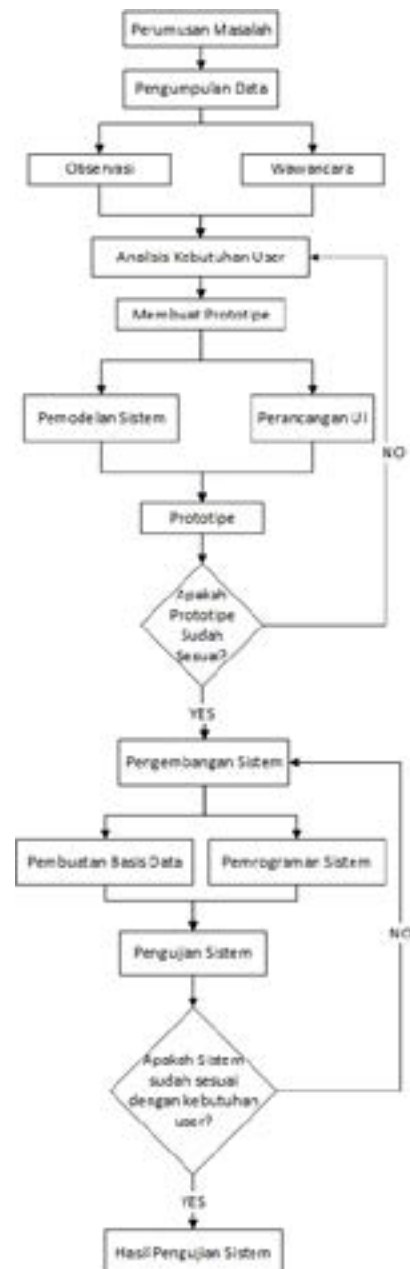 Perumusan Masalah
Pengumpulan Data
Observasi
Wawancara
Analisis Kebutuhan User
Membuat Prototipe
Pemodelan Sistem
Perancangan UI
NO
Prototipe
Apakah
Prototipe
Sudah
Sesuai?
YES
Pengembangan Sistem
Pembuatan Basis Data
Pemrograman Sistem
NO
Pengujian Sistem
Apakah Sistem
sudah sesuai
dengan kebutuhan
user?
YES
Hasil Pengujian Sistem